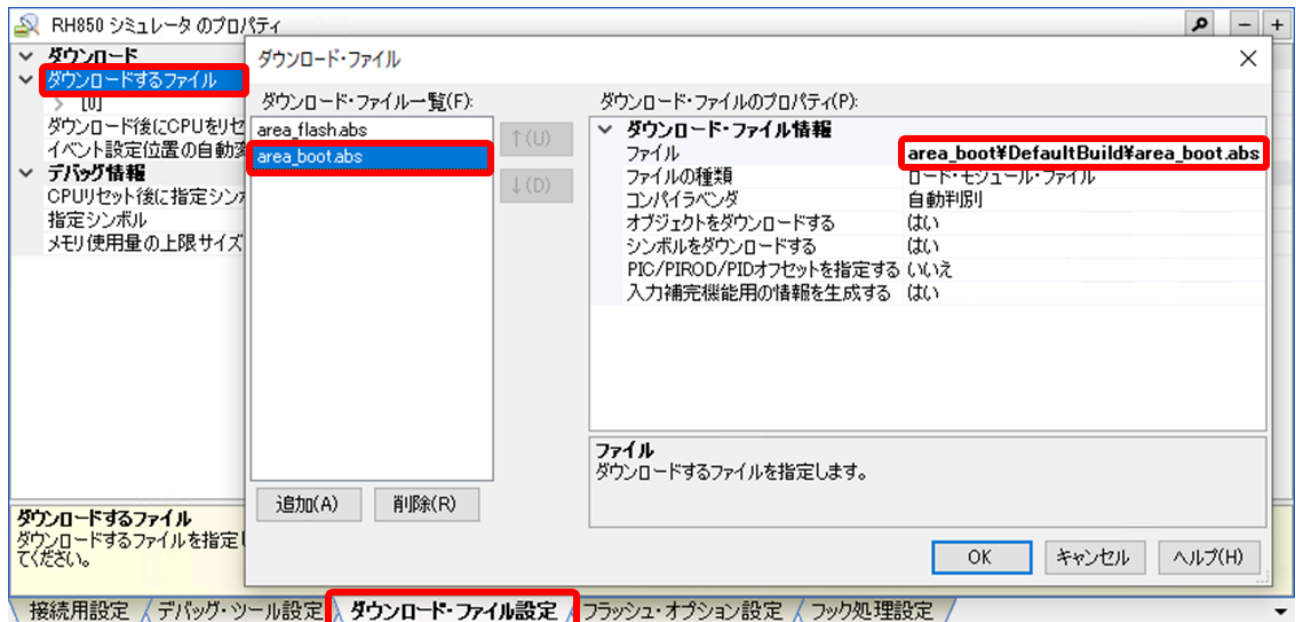 RH850 シミュレータ のプロパティ
ダウンロード
ダウンロードするファイル
[0]
ダウンロード後にCPUをリセ
イベント設定位置の自動変
デバッグ情報
CPUリセット後に指定シン
指定シンボル
メモリ使用量の上限サイズ
ダウンロードするファイル
ダウンロードするファイルを指定し
てください。
ダウンロード・ファイル
ダウンロード・ファイル一覧(F):
area_flash.abs
area_boot.abs
↑(U)
↓(D)
追加(A)
削除(R)
ダウンロード・ファイルのプロパティ(P):
ダウンロード・ファイル情報
ファイル area_boot¥DefaultBuild¥area_boot.abs
ファイルの種類 ロード・モジュール・ファイル
コンパイラベンダ 自動判別
オブジェクトをダウンロードする はい
シンボルをダウンロードする はい
PIC/PIROD/PIDオフセットを指定する いいえ
入力補完機能用の情報を生成する はい
ファイル
ダウンロードするファイルを指定します。
OK
キャンセル
ヘルプ(H)
接続用設定
デバッグ・ツール設定
ダウンロード・ファイル設定
フラッシュ・オプション設定
フック処理設定